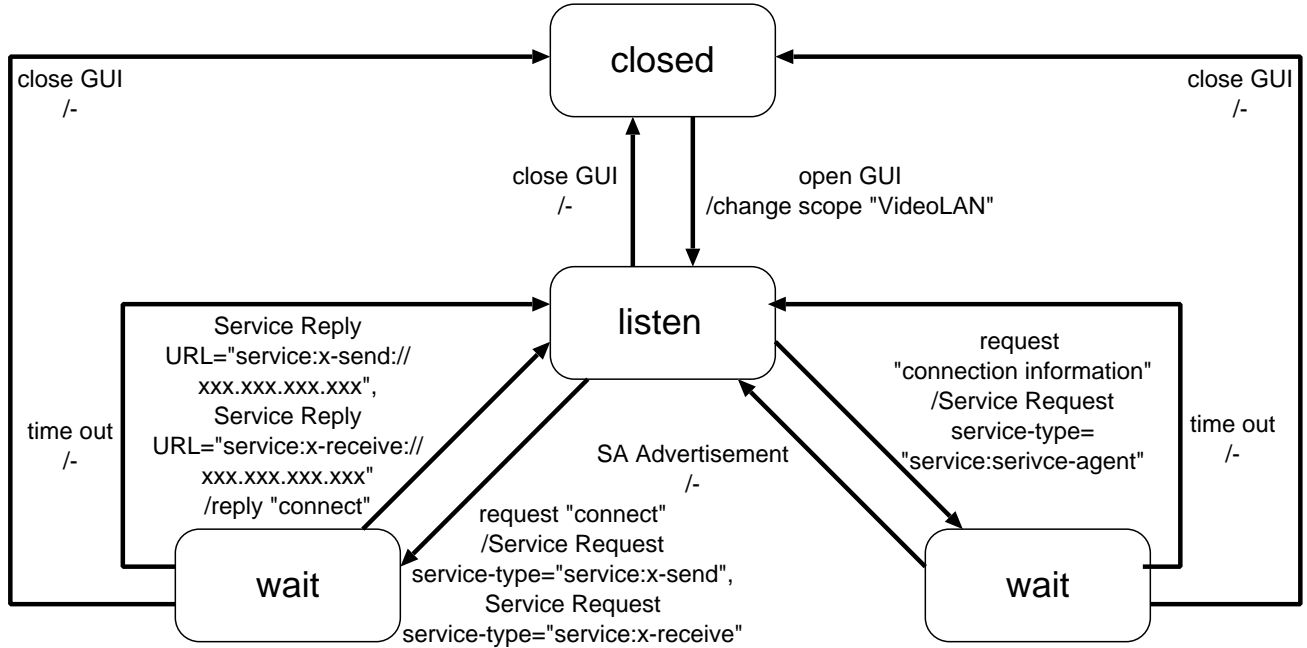 closed
close GUI
/-
close GUI
/-
close GUI
/-
open GUI
/change scope "VideoLAN"
listen
Service Reply
URL="service:x-send://
xxx.xxx.xxx.xxx",
Service Reply
URL="service:x-receive://
xxx.xxx.xxx.xxx"
/reply "connect"
time out
/-
request
"connection information"
/Service Request
service-type=
"service:serivce-agent"
time out
/-
SA Advertisement
/-
request "connect"
/Service Request
service-type="service:x-send",
Service Request
service-type="service:x-receive"
wait
wait